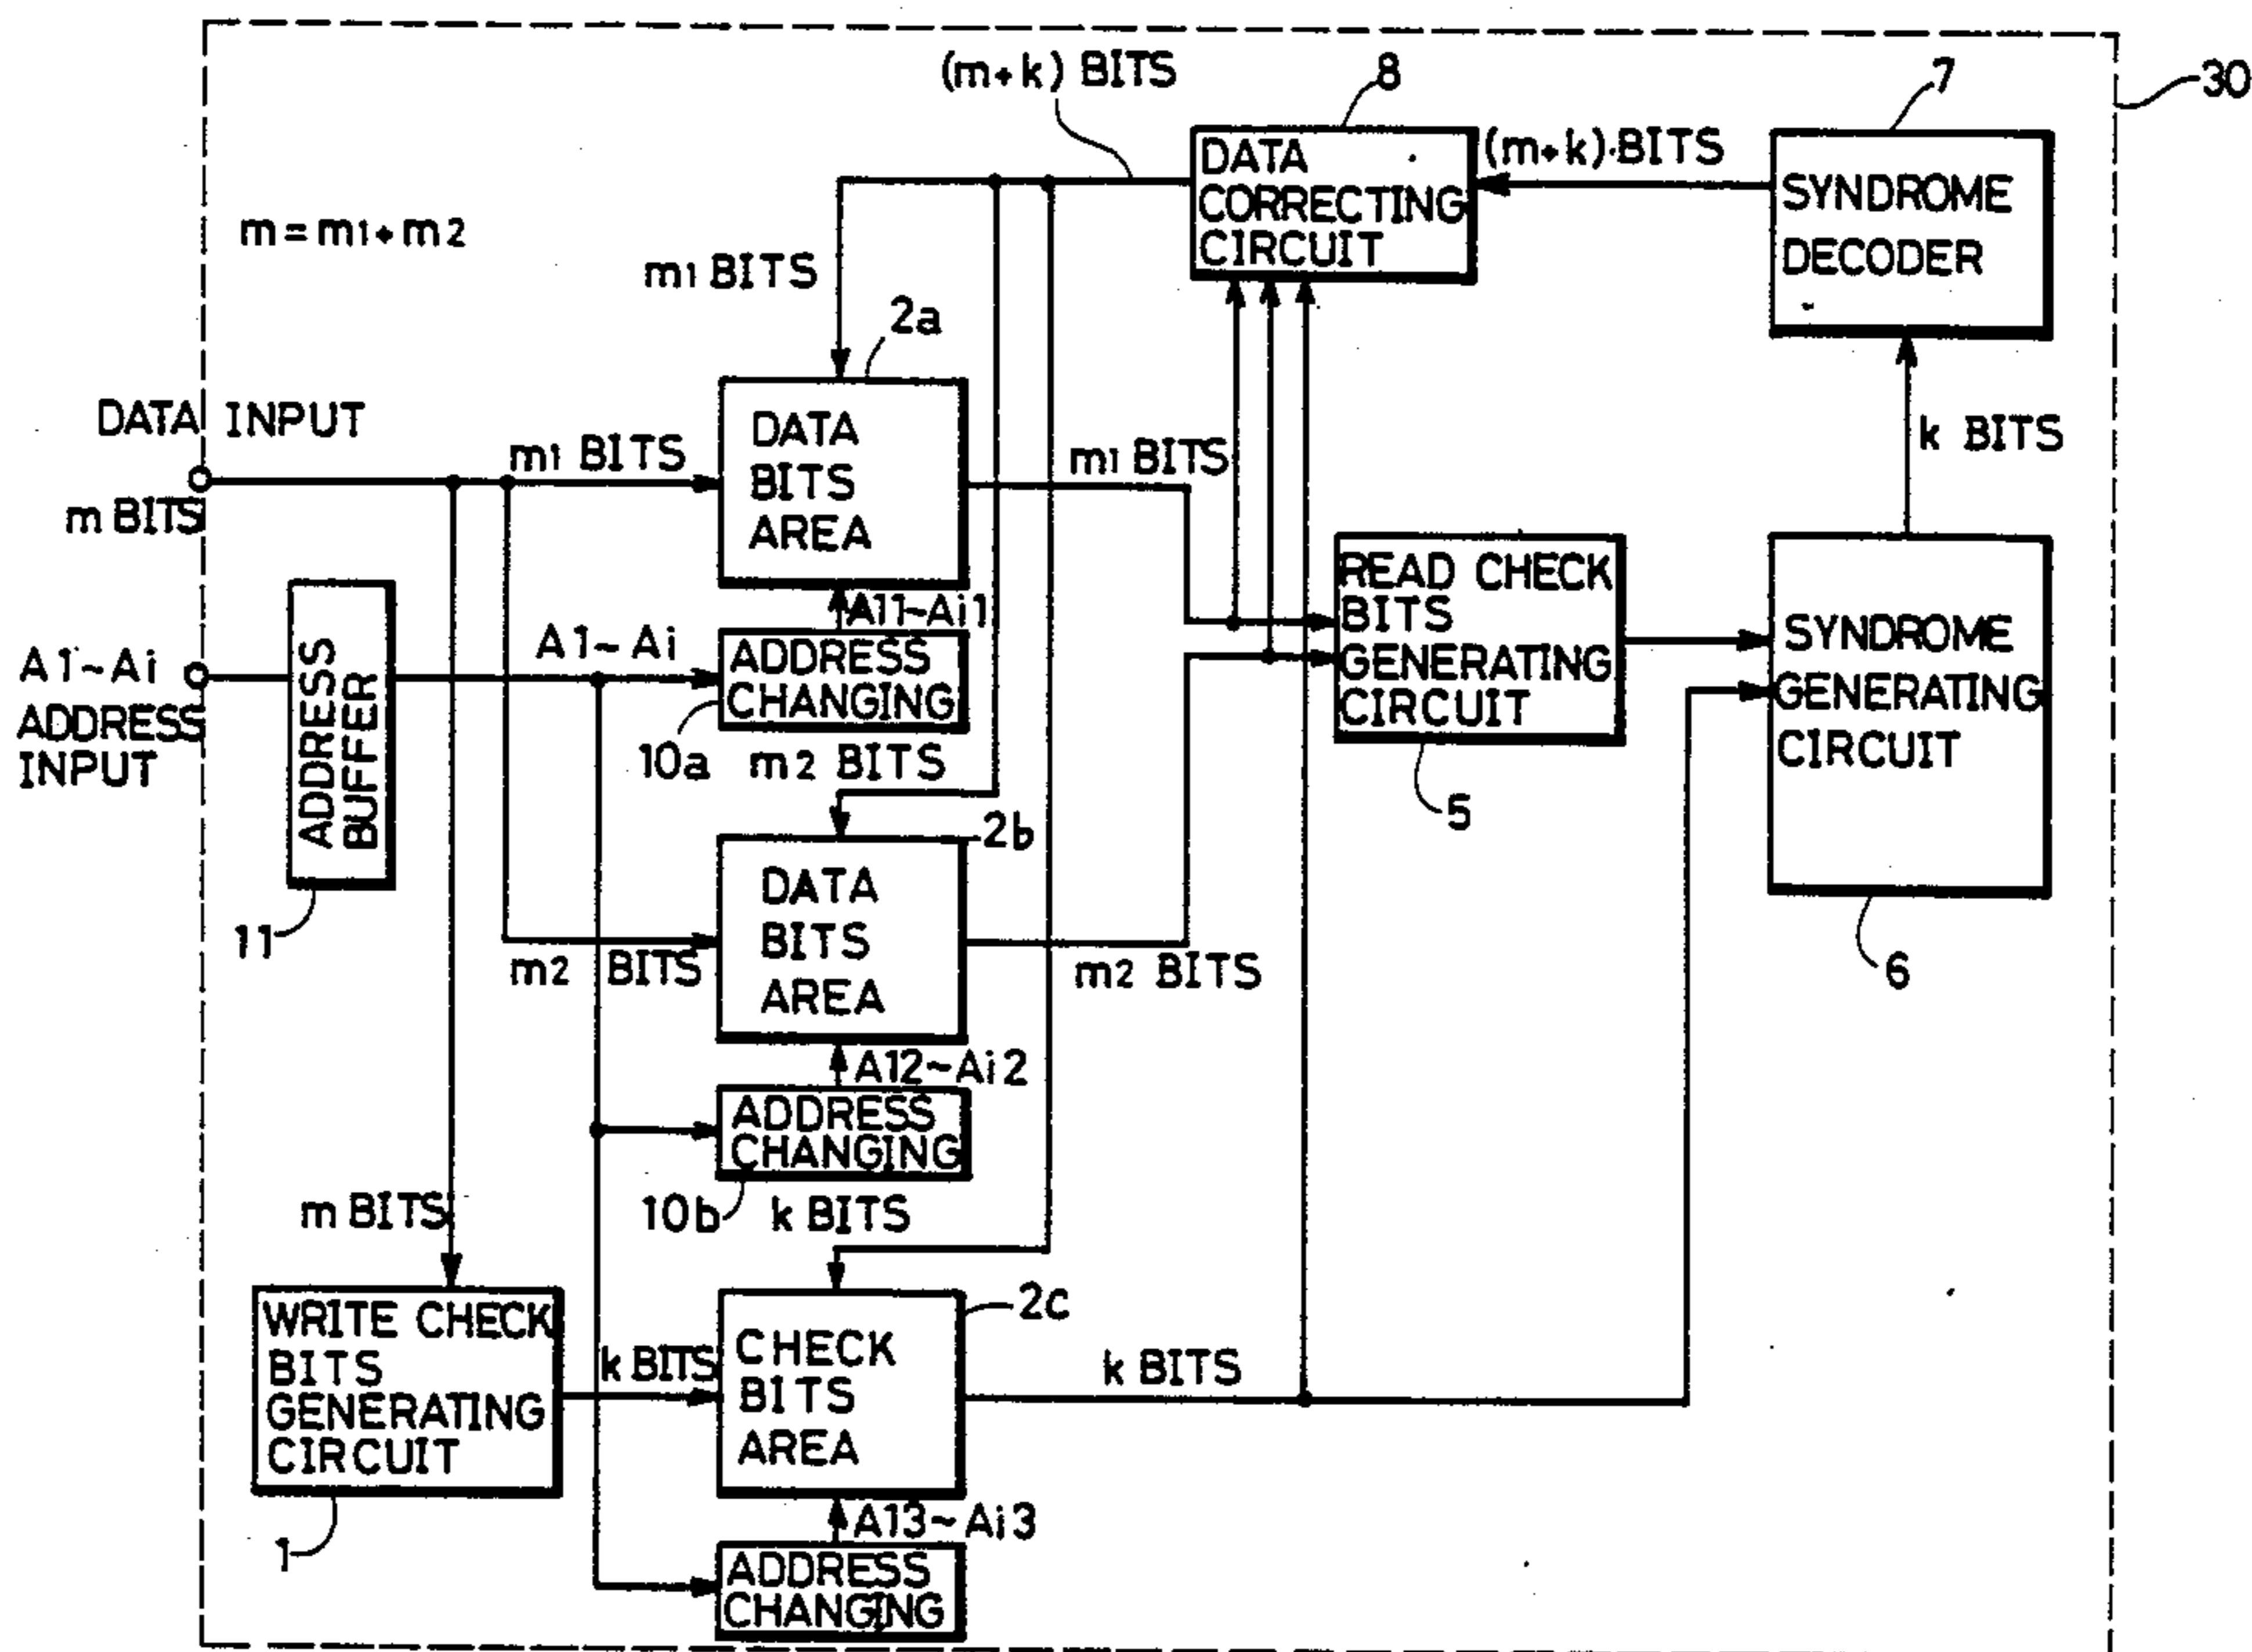 (m+k) BITS
8
7
30
DATA
CORRECTING
CIRCUIT
(m+k) BITS
SYNDROME
DECODER
m=m1+m2
m1 BITS
2a
DATA INPUT
m BITS
m1 BITS
DATA
BITS
AREA
m1 BITS
k BITS
A1~Ai
ADDRESS
INPUT
ADDRESS
BUFFER
11
A1~Ai
A11~Ai1
ADDRESS
CHANGING
10a
m2 BITS
READ CHECK
BITS
GENERATING
CIRCUIT
5
SYNDROME
GENERATING
CIRCUIT
6
2b
m2 BITS
DATA
BITS
AREA
m2 BITS
A12~Ai2
ADDRESS
CHANGING
10b
k BITS
m BITS
WRITE CHECK
BITS
GENERATING
CIRCUIT
1
k BITS
2c
CHECK
BITS
AREA
k BITS
A13~Ai3
ADDRESS
CHANGING